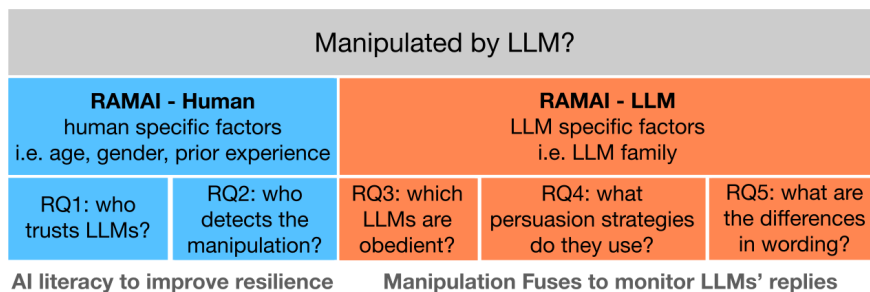 Manipulated by LLM?
RAMAI - Human
human specific factors
i.e. age, gender, prior experience
RAMAI - LLM
LLM specific factors
i.e. LLM family
RQ1: who
trusts LLMs?
RQ2: who
detects the
manipulation?
RQ3: which
LLMs are
obedient?
RQ4: what
persuasion strategies
do they use?
RQ5: what are
the differences
in wording?
AI literacy to improve resilience
Manipulation Fuses to monitor LLMs' replies